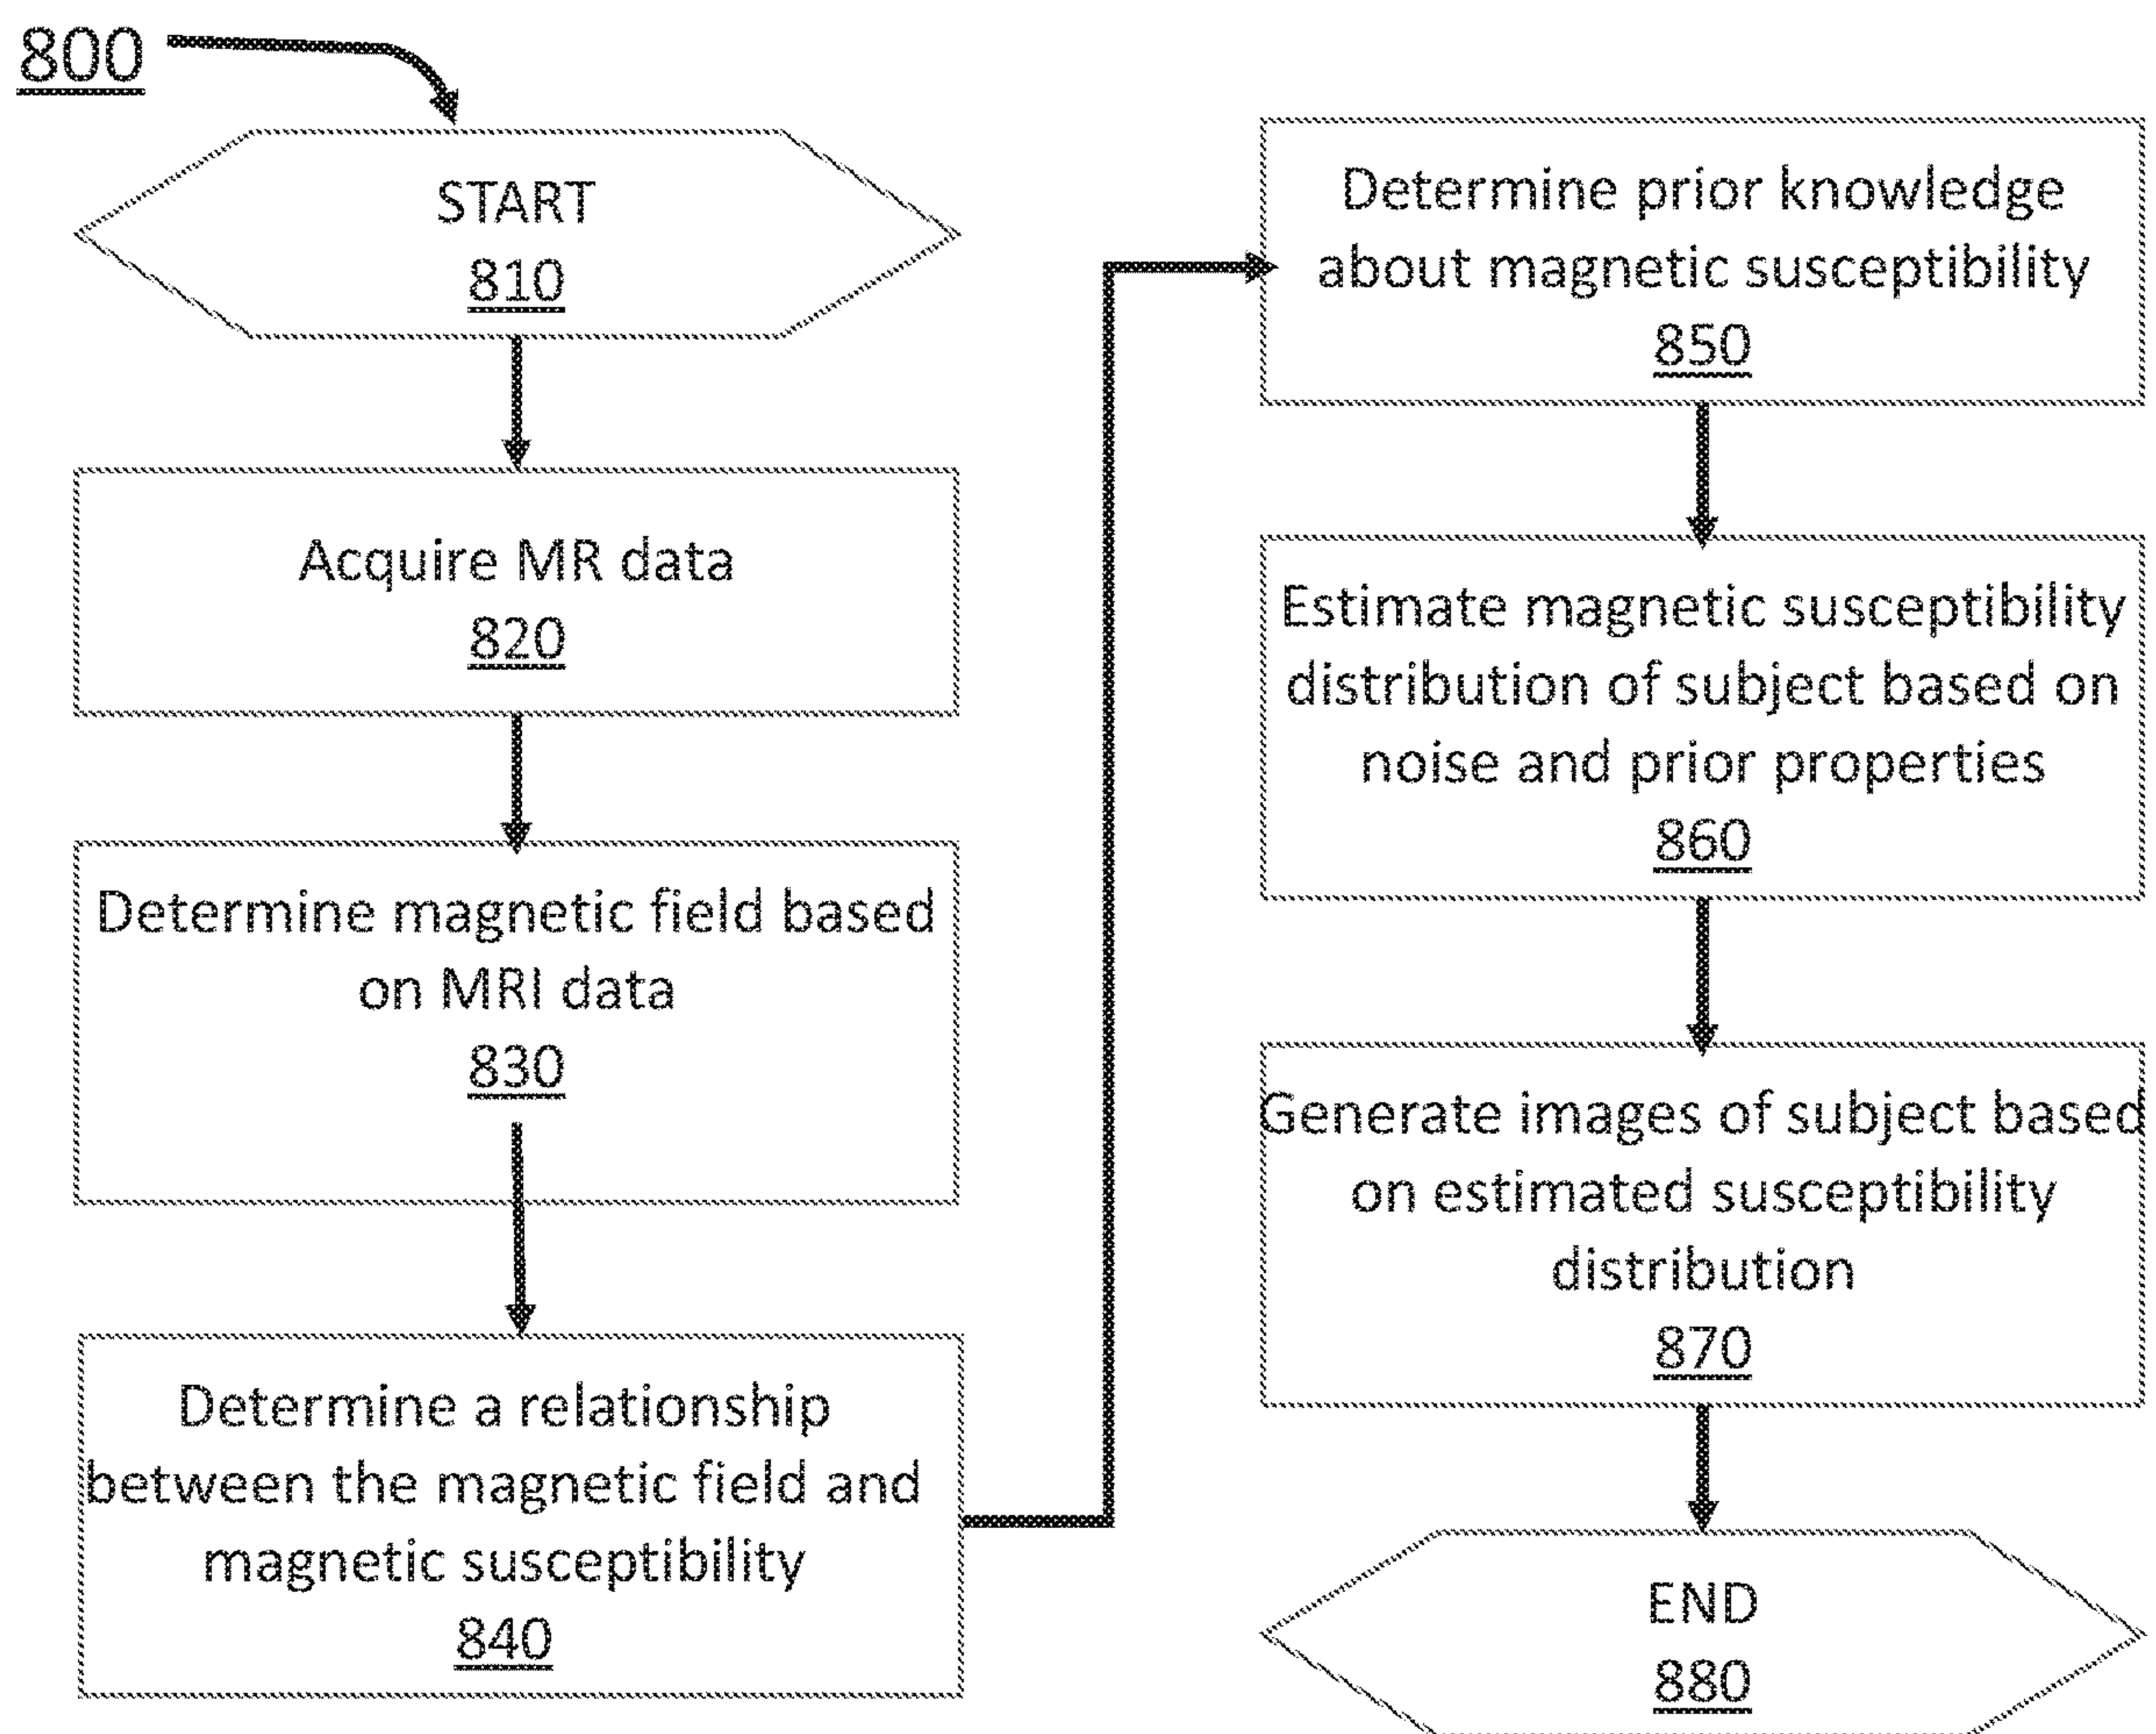 800
START
810
Acquire MR data
820
Determine magnetic field based
on MRI data
830
Determine a relationship
between the magnetic field and
magnetic susceptibility
840
Determine prior knowledge
about magnetic susceptibility
850
Estimate magnetic susceptibility
distribution of subject based on
noise and prior properties
860
Generate images of subject based
on estimated susceptibility
distribution
870
END
880